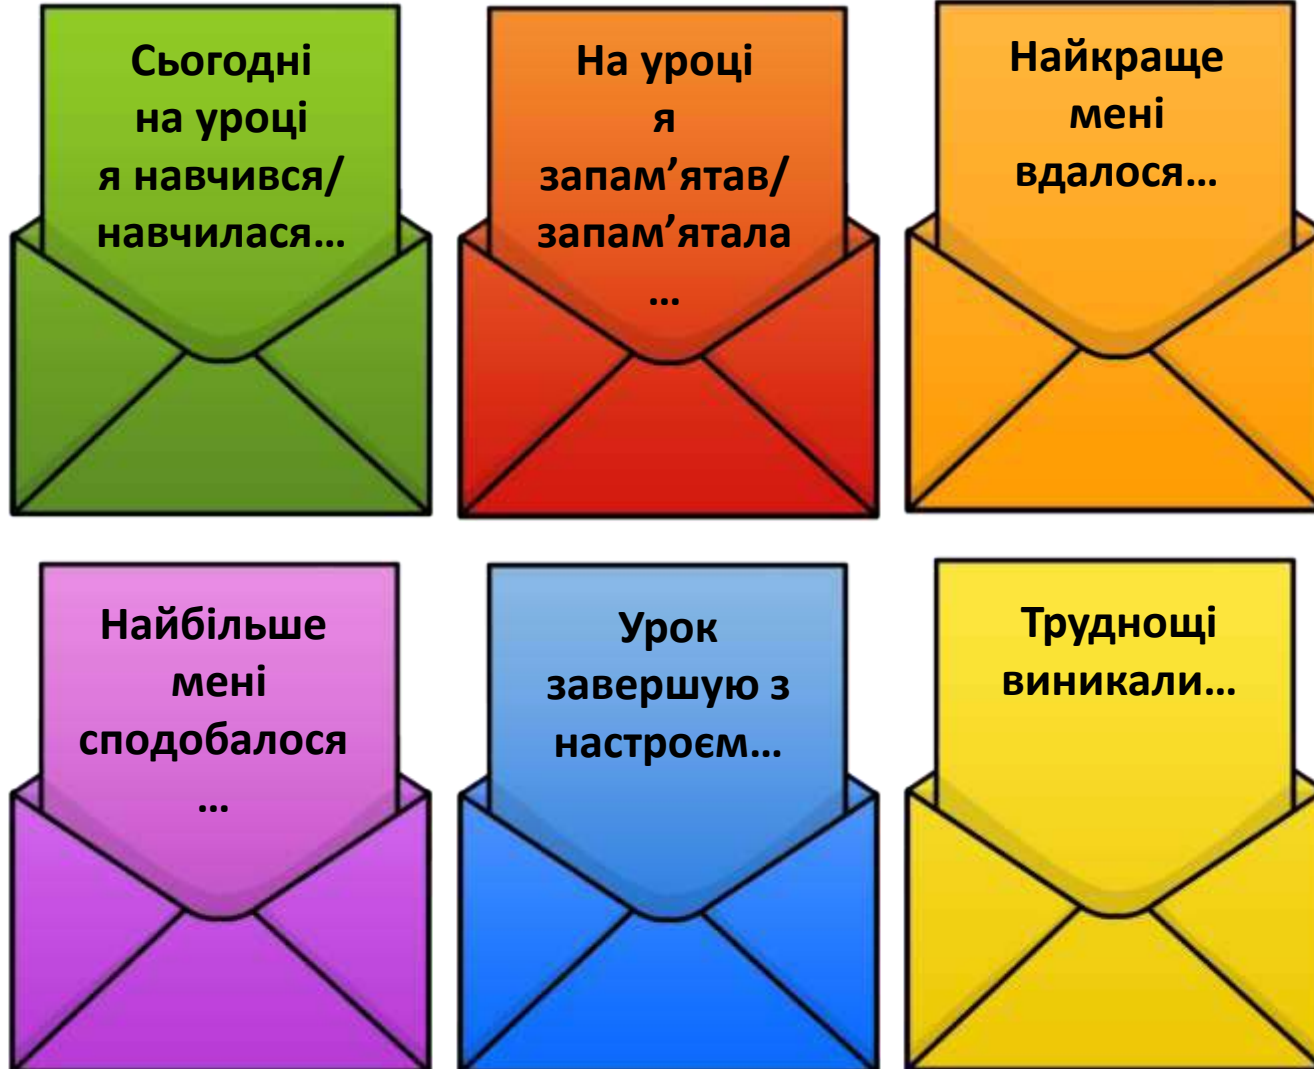 Сьогодні
на уроці
я навчився/
навчилася…
На уроці
я
запам’ятав/
запам’ятала
…
Найкраще
мені
вдалося…
Найбільше
мені
сподобалося
…
Урок
завершую з
настроєм…
Труднощі
виникали…